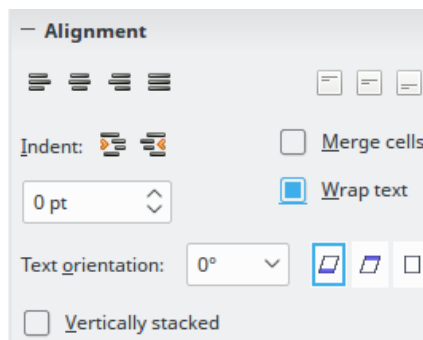 Alignment
Indent:
Merge cells
0 pt
Wrap text
Text orientation: 0°
Vertically stacked